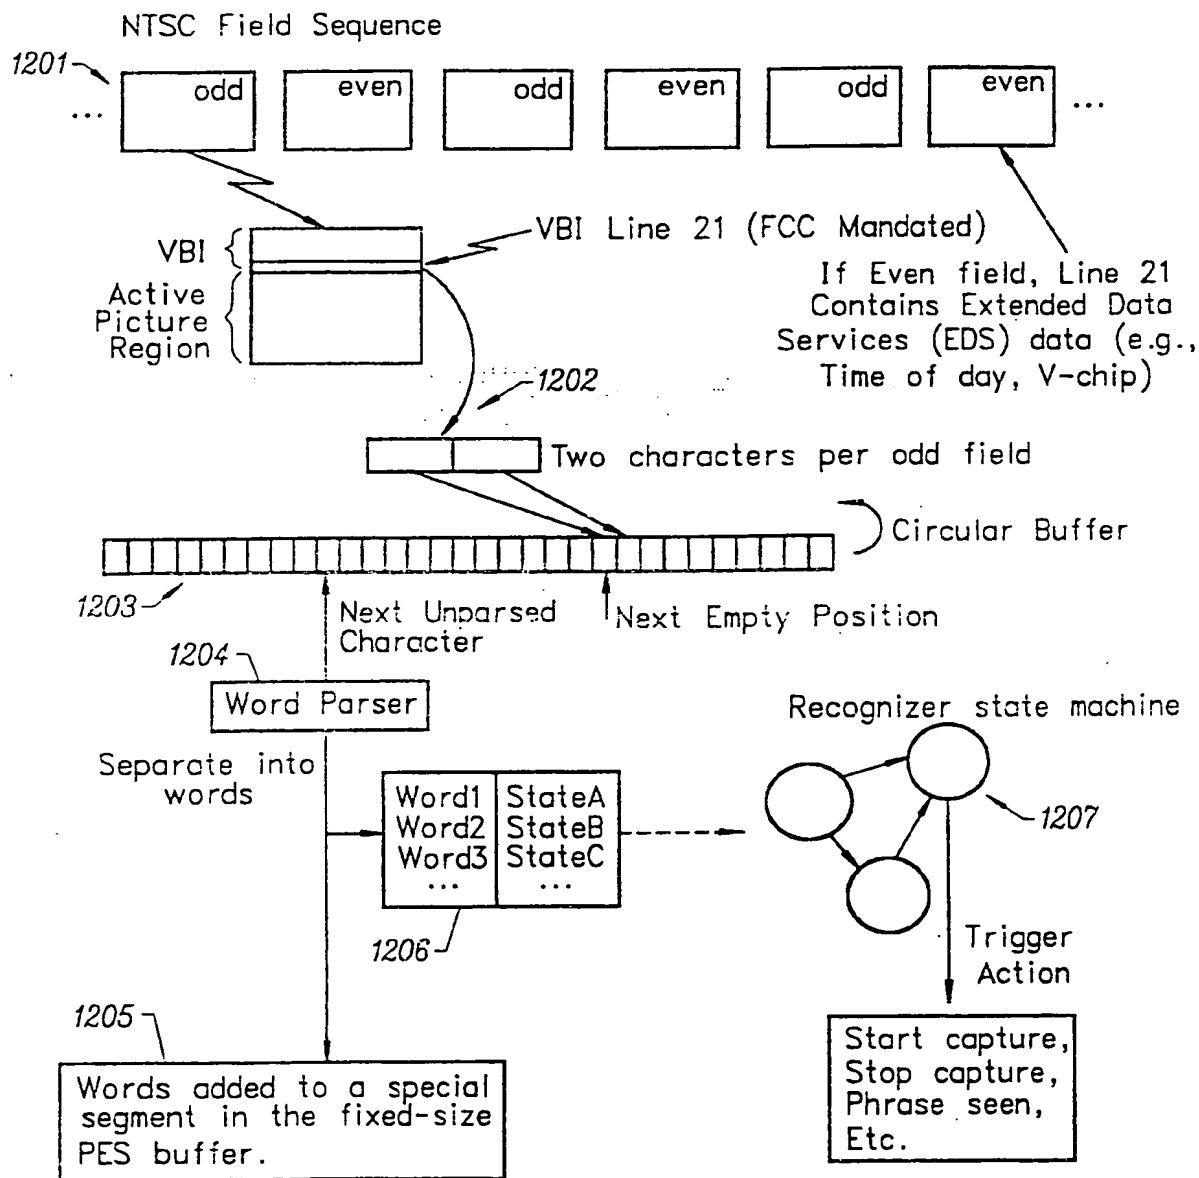 NTSC Field Sequence
1201
... odd even odd even odd even ...
VBI
VBI Line 21 (FCC Mandated)
Active
Picture
Region
If Even field, Line 21
Contains Extended Data
Services (EDS) data (e.g.,
Time of day, V-chip)
1202
Two characters per odd field
Circular Buffer
1203
Next Unparsed
Character
Next Empty Position
1204
Word Parser
Recognizer state machine
Separate into
words
Word1 StateA
Word2 StateB
Word3 StateC
... ...
1206
1207
Trigger
Action
1205
Words added to a special
segment in the fixed-size
PES buffer.
Start capture,
Stop capture,
Phrase seen,
Etc.